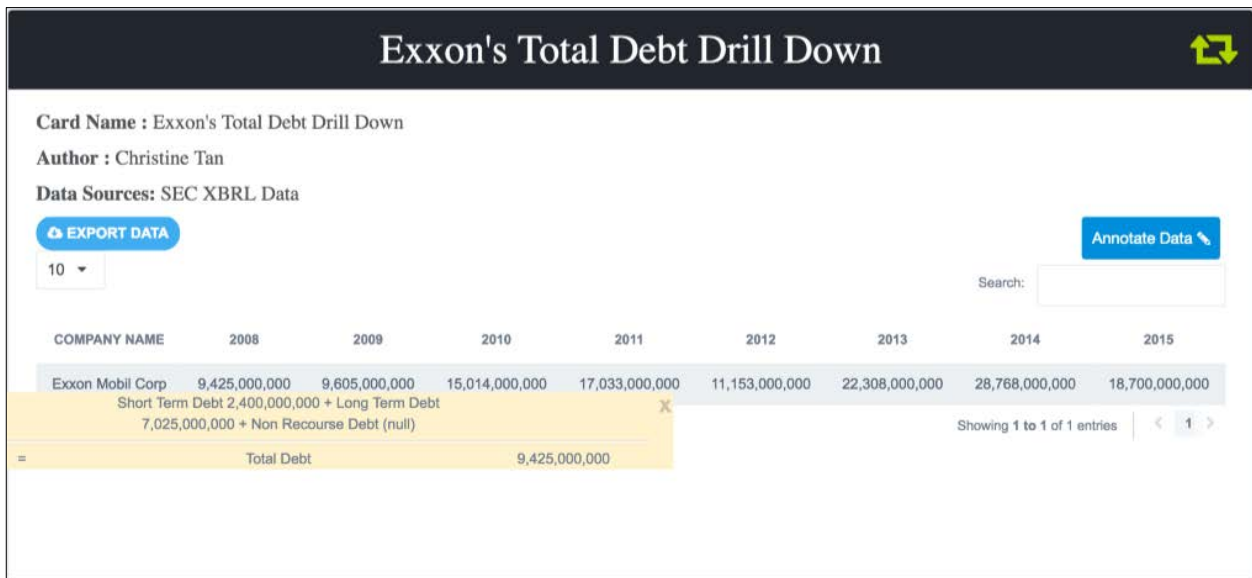 Exxon's Total Debt Drill Down
Card Name : Exxon's Total Debt Drill Down
Author : Christine Tan
Data Sources: SEC XBRL Data
EXPORT DATA
Annotate Data
10
Search:
COMPANY NAME 2008 2009 2010 2011 2012 2013 2014 2015
Exxon Mobil Corp 9,425,000,000 9,605,000,000 15,014,000,000 17,033,000,000 11,153,000,000 22,308,000,000 28,768,000,000 18,700,000,000
Short Term Debt 2,400,000,000 + Long Term Debt X
7,025,000,000 + Non Recourse Debt (null)
Showing 1 to 1 of 1 entries < 1 >
= Total Debt 9,425,000,000